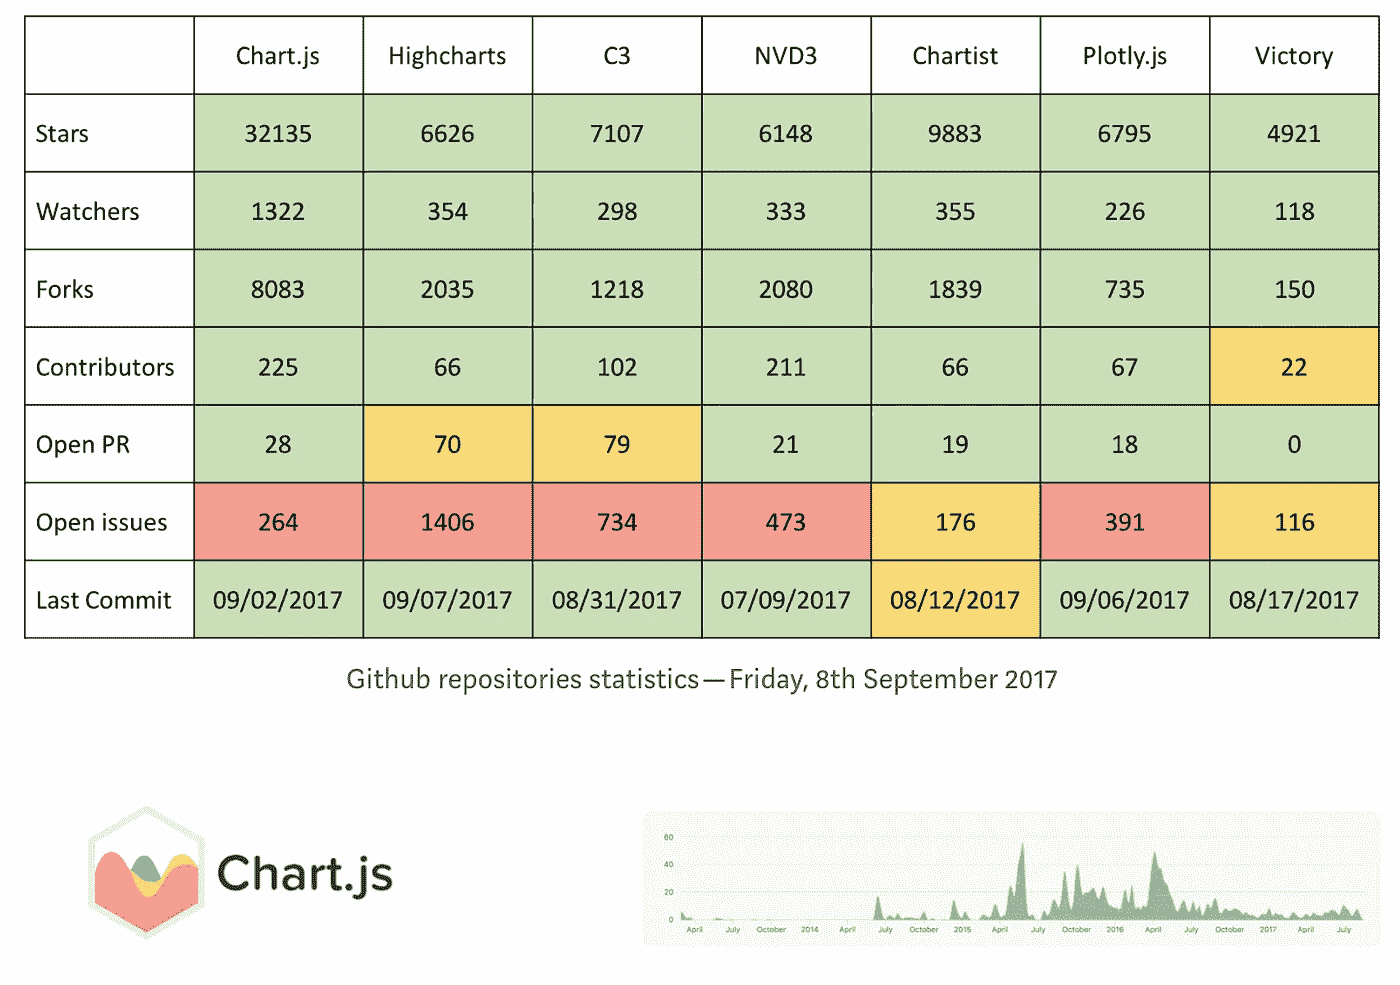 Chart.js Highcharts C3 NVD3 Chartist Plotly.js Victory
Stars 32135 6626 7107 6148 9883 6795 4921
Watchers 1322 354 298 333 355 226 118
Forks 8083 2035 1218 2080 1839 735 150
Contributors 225 66 102 211 66 67 22
Open PR 28 70 79 21 19 18 0
Open issues 264 1406 734 473 176 391 116
Last Commit 09/02/2017 09/07/2017 08/31/2017 07/09/2017 08/12/2017 09/06/2017 08/17/2017
Github repositories statistics — Friday, 8th September 2017
Chart.js
60
40
20
0
April July October 2014 April July October 2015 April July October 2016 April July October 2017 April July